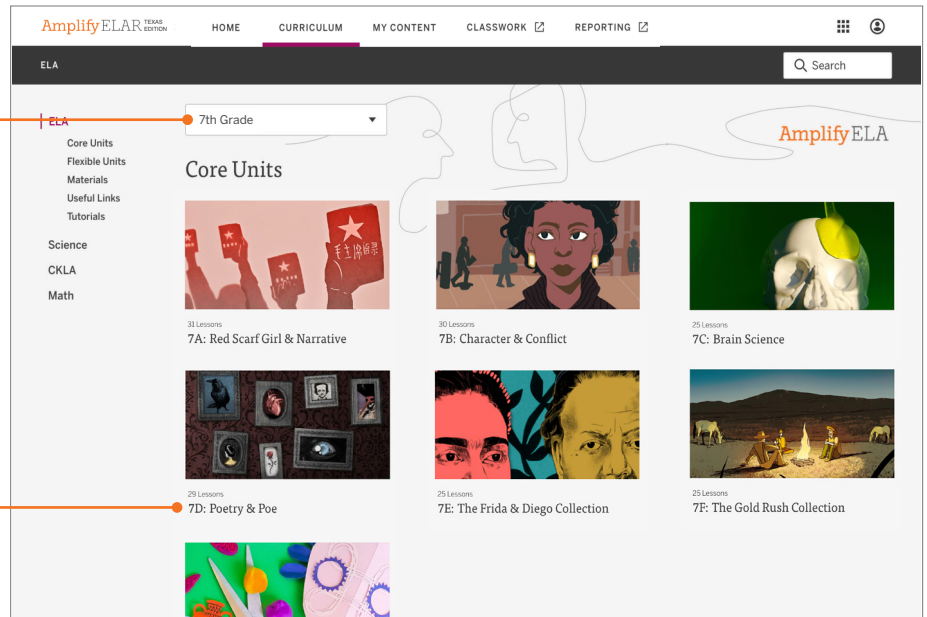 Amplify ELAR TEXAS EDITION
HOME
CURRICULUM
MY CONTENT
CLASSWORK
REPORTING
ELA
Search
ELA
Core Units
Flexible Units
Materials
Useful Links
Tutorials
Science
CKLA
Math
7th Grade
Amplify ELA
Core Units
31 Lessons
7A: Red Scarf Girl & Narrative
30 Lessons
7B: Character & Conflict
25 Lessons
7C: Brain Science
29 Lessons
7D: Poetry & Poe
25 Lessons
7E: The Frida & Diego Collection
25 Lessons
7F: The Gold Rush Collection